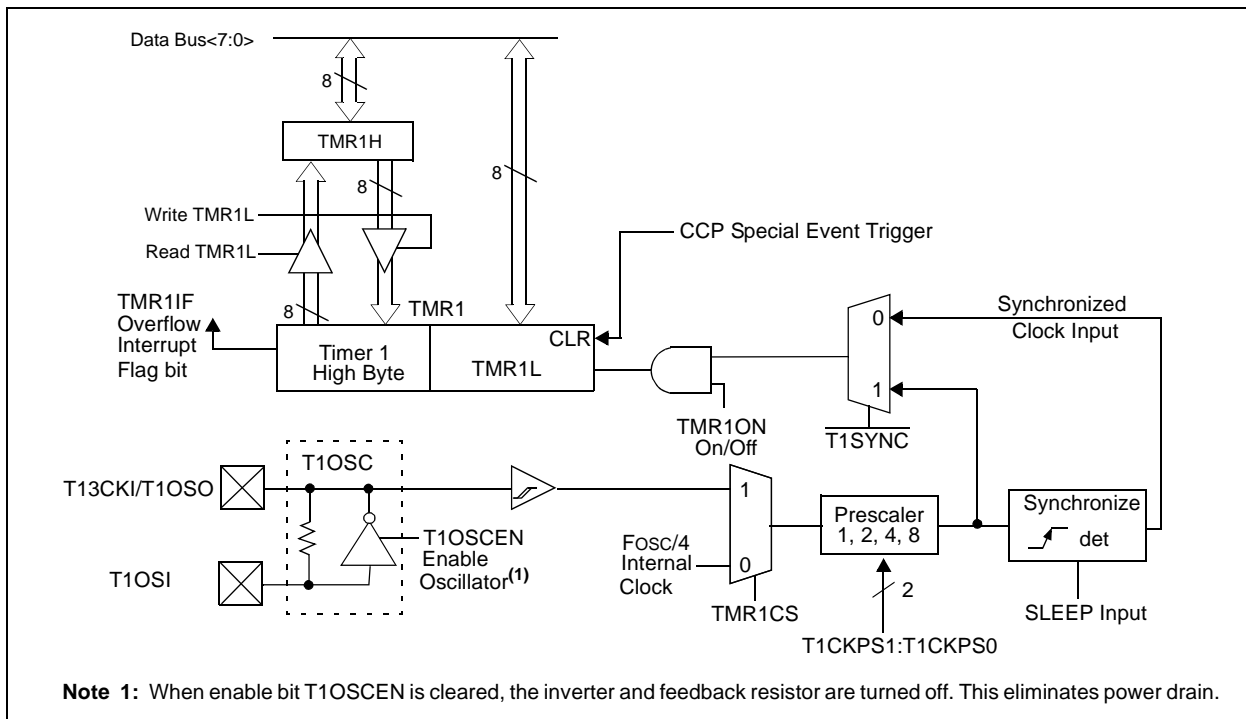 Data Bus<7:0>
8
TMR1H
8
8
Write TMR1L
CCP Special Event Trigger
Read TMR1L
TMR1IF
Overflow
Interrupt
Flag bit
8
TMR1
Timer 1
High Byte
TMR1L
CLR
0
1
Synchronized
Clock Input
TMR1ON
On/Off
T1SYNC
T1OSC
T13CKI/T1OSO
T1OSI
T1OSCEN
Enable
Oscillator(1)
FOSC/4
Internal
Clock
1
0
TMR1CS
Prescaler
1, 2, 4, 8
2
T1CKPS1:T1CKPS0
Synchronize
det
SLEEP Input
Note 1: When enable bit T1OSCEN is cleared, the inverter and feedback resistor are turned off. This eliminates power drain.